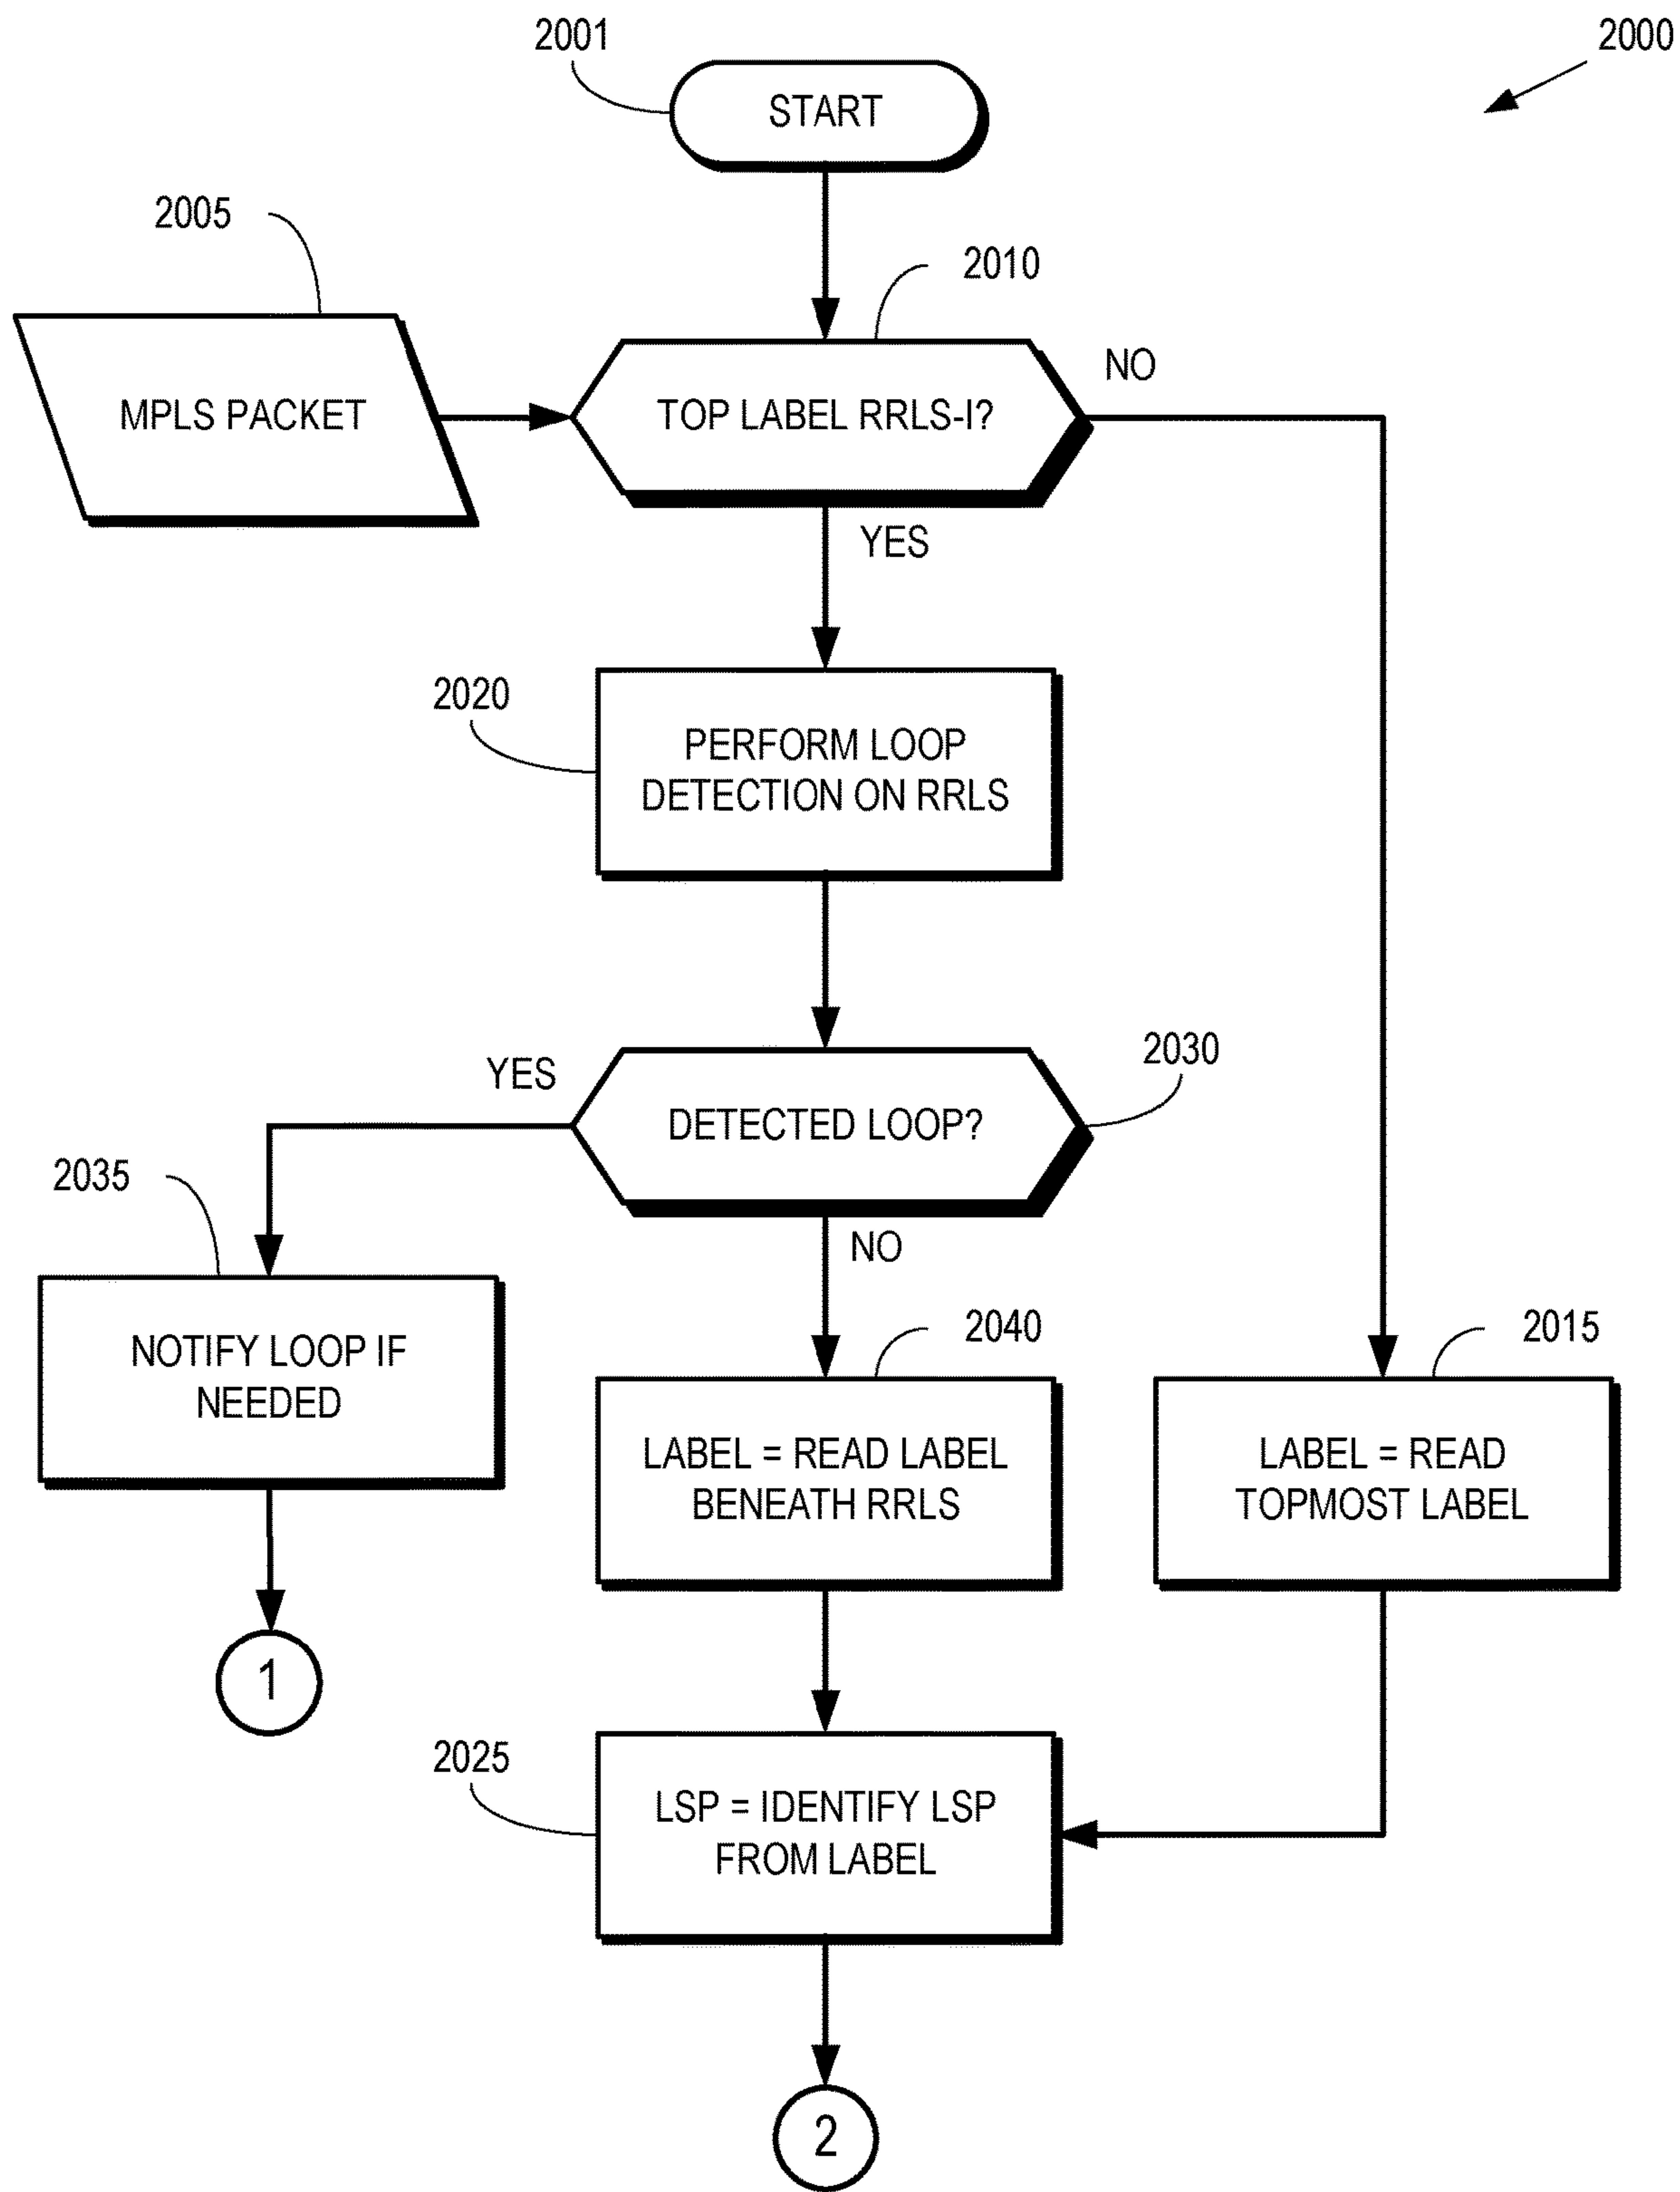 2001
2000
START
2005
2010
NO
MPLS PACKET
TOP LABEL RRLS-I?
YES
2020
PERFORM LOOP
DETECTION ON RRLS
2030
YES
DETECTED LOOP?
2035
NO
NOTIFY LOOP IF
NEEDED
2040
2015
LABEL = READ LABEL
BENEATH RRLS
LABEL = READ
TOPMOST LABEL
1
2025
LSP = IDENTIFY LSP
FROM LABEL
2